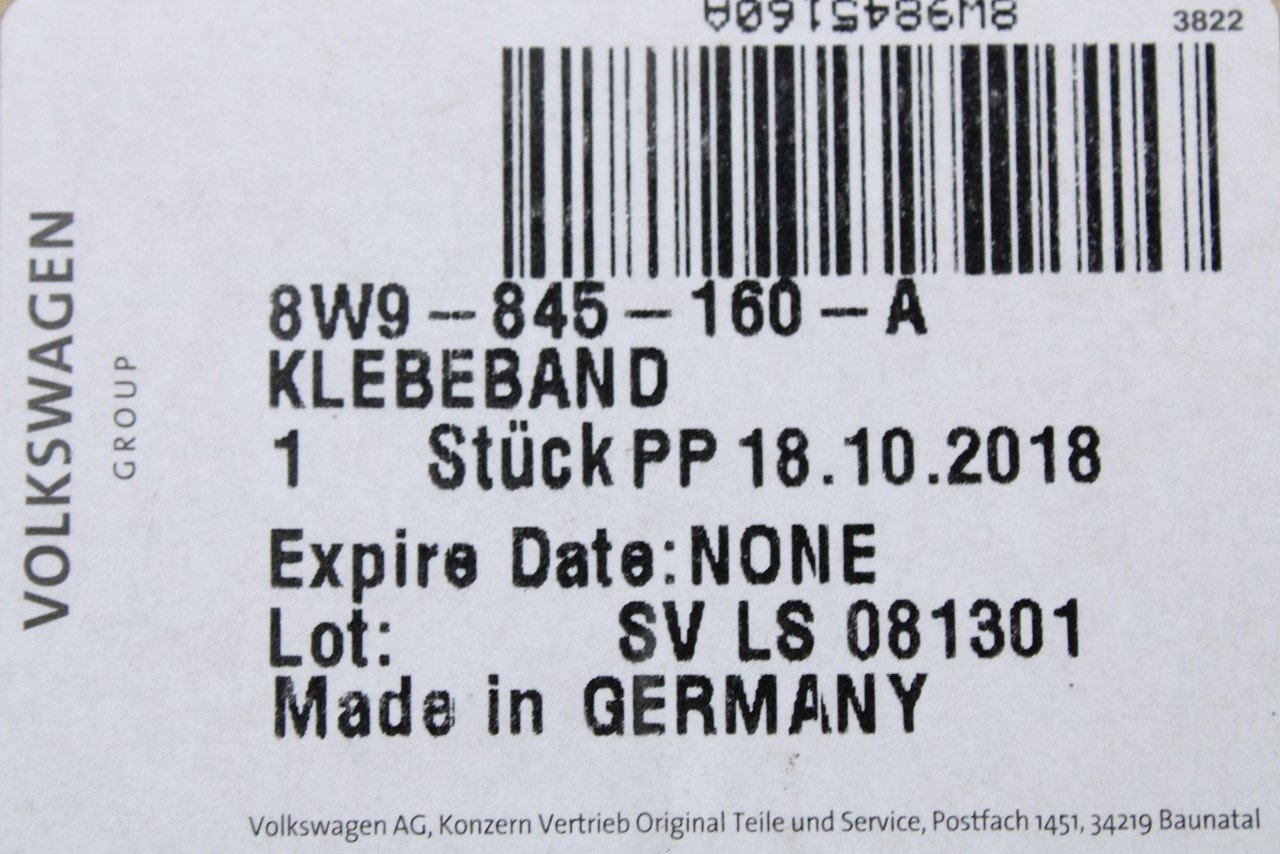 8W9845160A
3822
VOLKSWAGEN
GROUP
8W9-845-160-A
KLEBEBAND
1 Stück PP 18.10.2018
Expire Date:NONE
Lot: SV LS 081301
Made in GERMANY
Volkswagen AG, Konzern Vertrieb Original Teile und Service, Postfach 1451, 34219 Baunatal